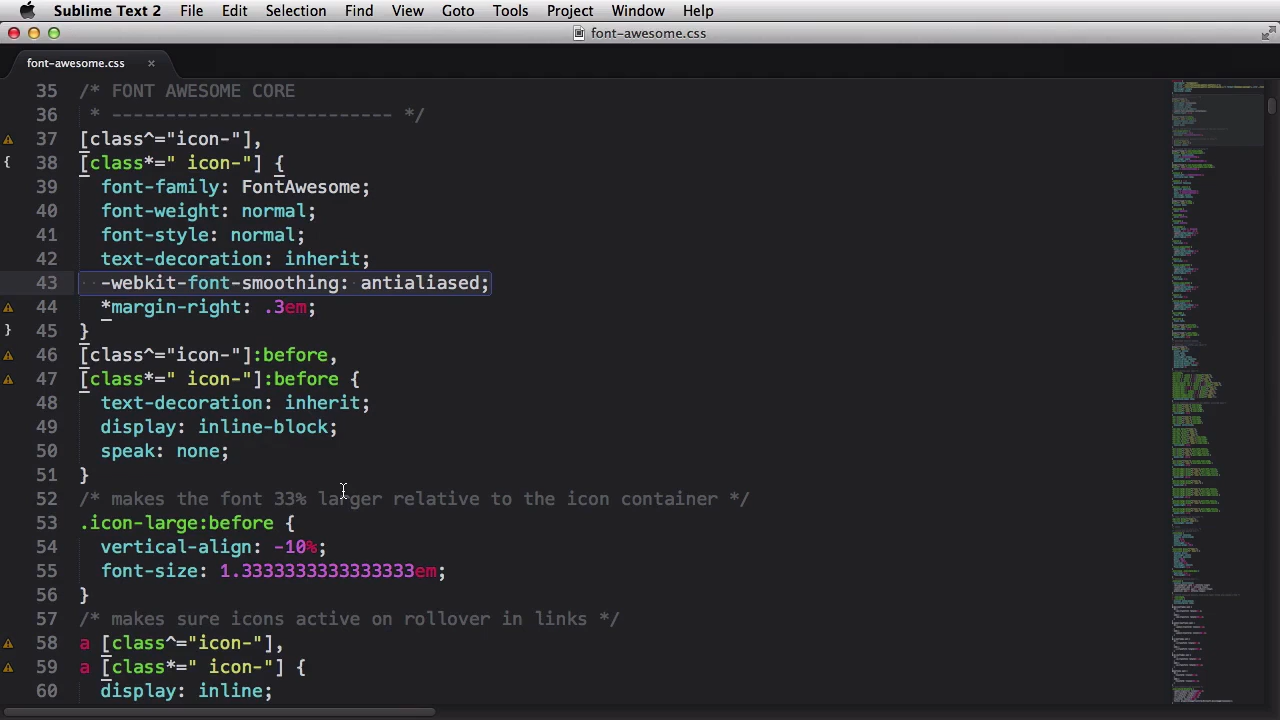 Sublime Text 2 File Edit Selection Find View Goto Tools Project Window Help
font-awesome.css
font-awesome.css ×
35 /* FONT AWESOME CORE
36 * -------------------------- */
37 [class^="icon-"],
38 [class*=" icon-"] {
39 font-family: FontAwesome;
40 font-weight: normal;
41 font-style: normal;
42 text-decoration: inherit;
43 -webkit-font-smoothing: antialiased;
44 *margin-right: .3em;
45 }
46 [class^="icon-"]:before,
47 [class*=" icon-"]:before {
48 text-decoration: inherit;
49 display: inline-block;
50 speak: none;
51 }
52 /* makes the font 33% larger relative to the icon container */
53 .icon-large:before {
54 vertical-align: -10%;
55 font-size: 1.3333333333333333em;
56 }
57 /* makes sure icons active on rollover in links */
58 a [class^="icon-"],
59 a [class*=" icon-"] {
60 display: inline;